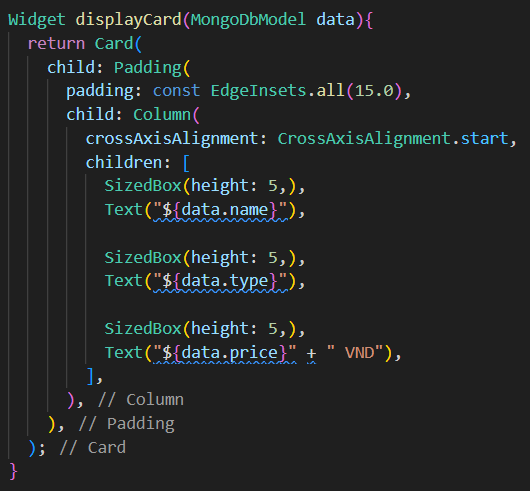 Widget displayCard(MongoDbModel data){
  return Card(
    child: Padding(
      padding: const EdgeInsets.all(15.0),
      child: Column(
        crossAxisAlignment: CrossAxisAlignment.start,
        children: [
          SizedBox(height: 5,),
          Text("${data.name}"),

          SizedBox(height: 5,),
          Text("${data.type}"),

          SizedBox(height: 5,),
          Text("${data.price}" + " VND"),
        ],
      ), // Column
    ), // Padding
  ); // Card
}